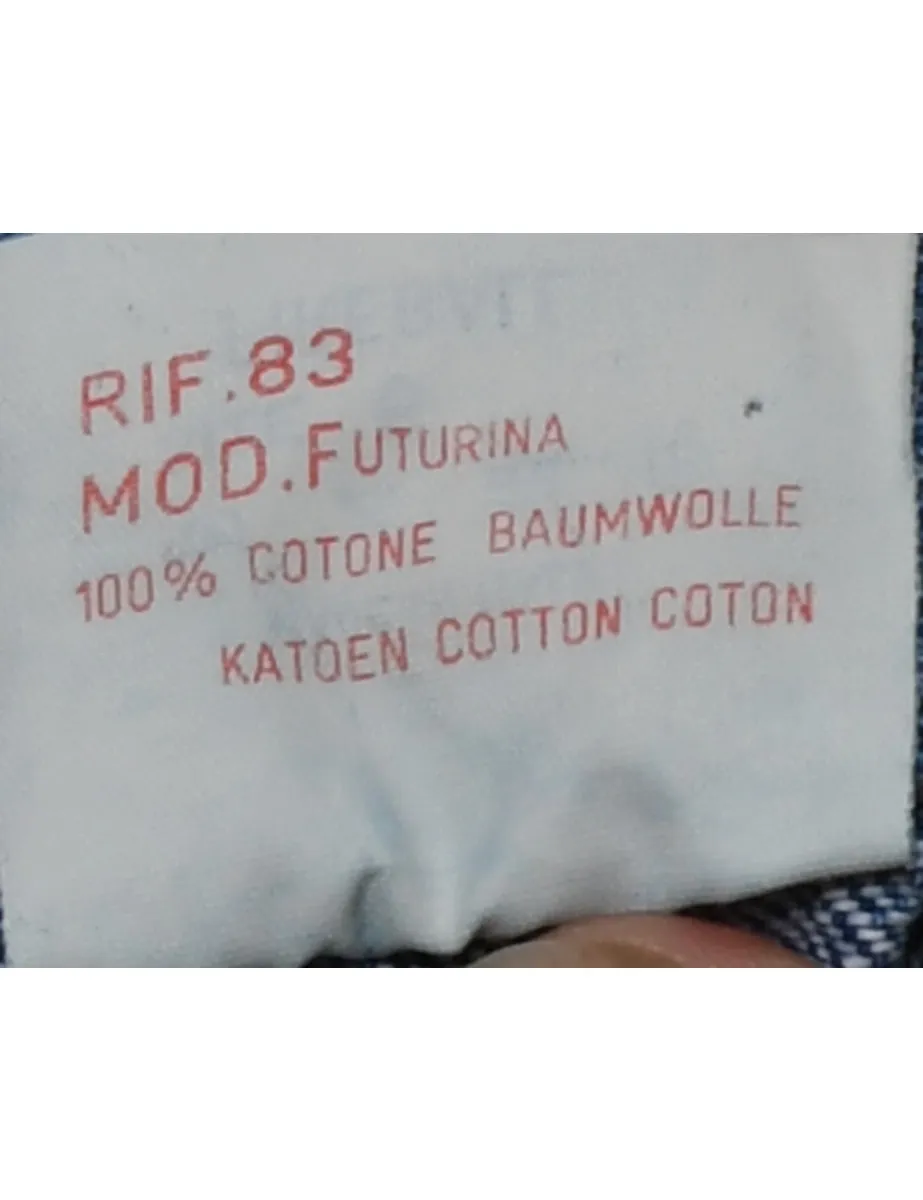 RIF.83
MOD.FUTURINA
100% COTONE BAUMWOLLE
KATOEN COTTON COTON